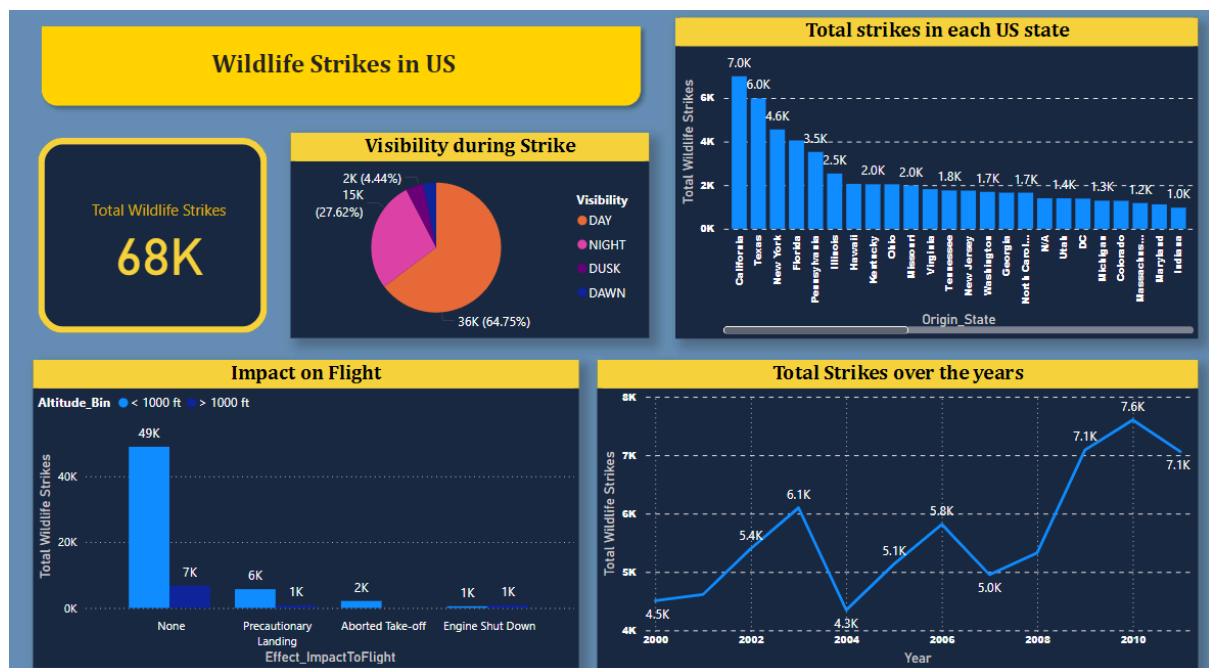 Wildlife Strikes in US
Total Wildlife Strikes
68K
Visibility during Strike
2K (4.44%)
15K
(27.62%)
36K (64.75%)
Visibility
DAY
NIGHT
DUSK
DAWN
Total strikes in each US state
Total Wildlife Strikes
6K
4K
2K
0K
7.0K
6.0K
4.6K
3.5K
2.5K
2.0K
2.0K
1.8K
1.7K
1.7K
1.4K
1.3K
1.2K
1.0K
California
Texas
New York
Florida
Pennsylvania
Illinois
Hawaii
Kentucky
Ohio
Missouri
Virginia
Tennessee
New Jersey
Washington
Georgia
North Carol...
N/A
Utah
DC
Michigan
Colorado
Massachus...
Maryland
Indiana
Origin_State
Impact on Flight
Altitude_Bin < 1000 ft > 1000 ft
Total Wildlife Strikes
40K
20K
0K
49K
7K
6K
1K
2K
1K
1K
None
Precautionary
Landing
Aborted Take-off
Engine Shut Down
Effect_ImpactToFlight
Total Strikes over the years
Total Wildlife Strikes
8K
7K
6K
5K
4K
4.5K
5.4K
6.1K
4.3K
5.1K
5.8K
5.0K
7.1K
7.6K
7.1K
2000
2002
2004
2006
2008
2010
Year